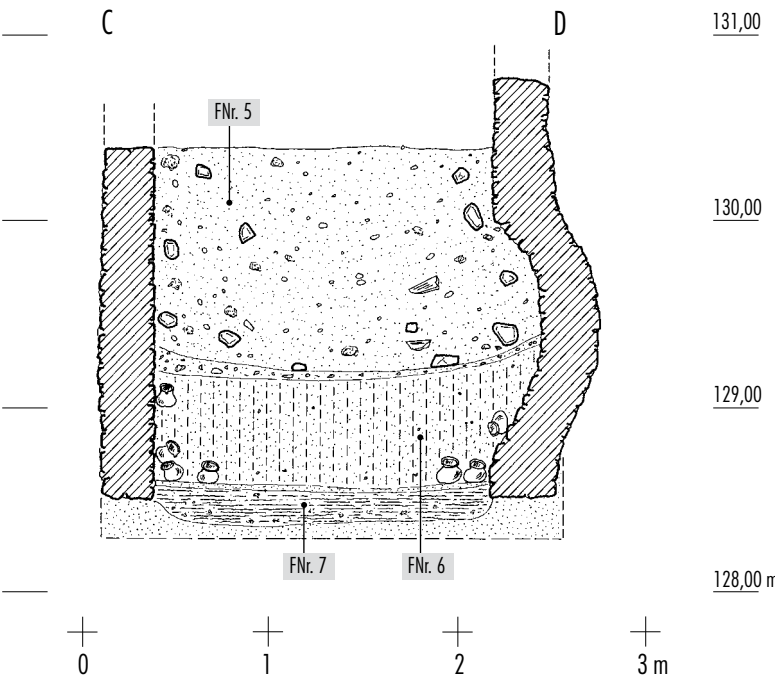 C D 131,00
FNr. 5
130,00
129,00
FNr. 7 FNr. 6
128,00 m
0 1 2 3 m